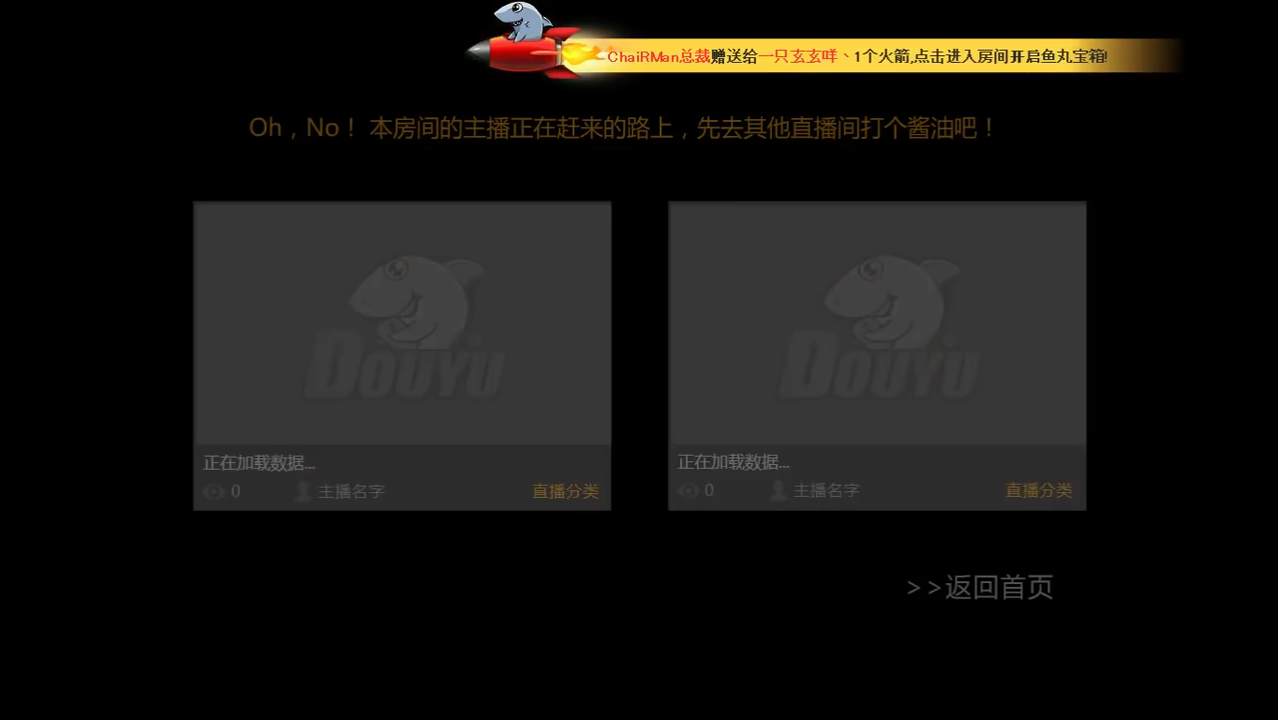 ChaiRMan总裁赠送给一只玄玄咩丶1个火箭,点击进入房间开启鱼丸宝箱!
Oh，No！ 本房间的主播正在赶来的路上，先去其他直播间打个酱油吧！
DOUYU
正在加载数据...
0 主播名字 直播分类
DOUYU
正在加载数据...
0 主播名字 直播分类
>>返回首页